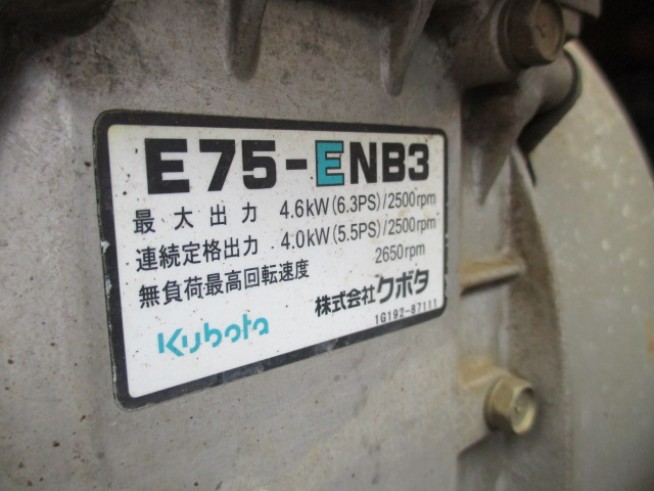 E75-ENB3
最大出力 4.6kW(6.3PS)/2500rpm
連続定格出力 4.0kW(5.5PS)/2500rpm
無負荷最高回転速度 2650rpm
Kubota 株式会社クボタ
1G192-87111